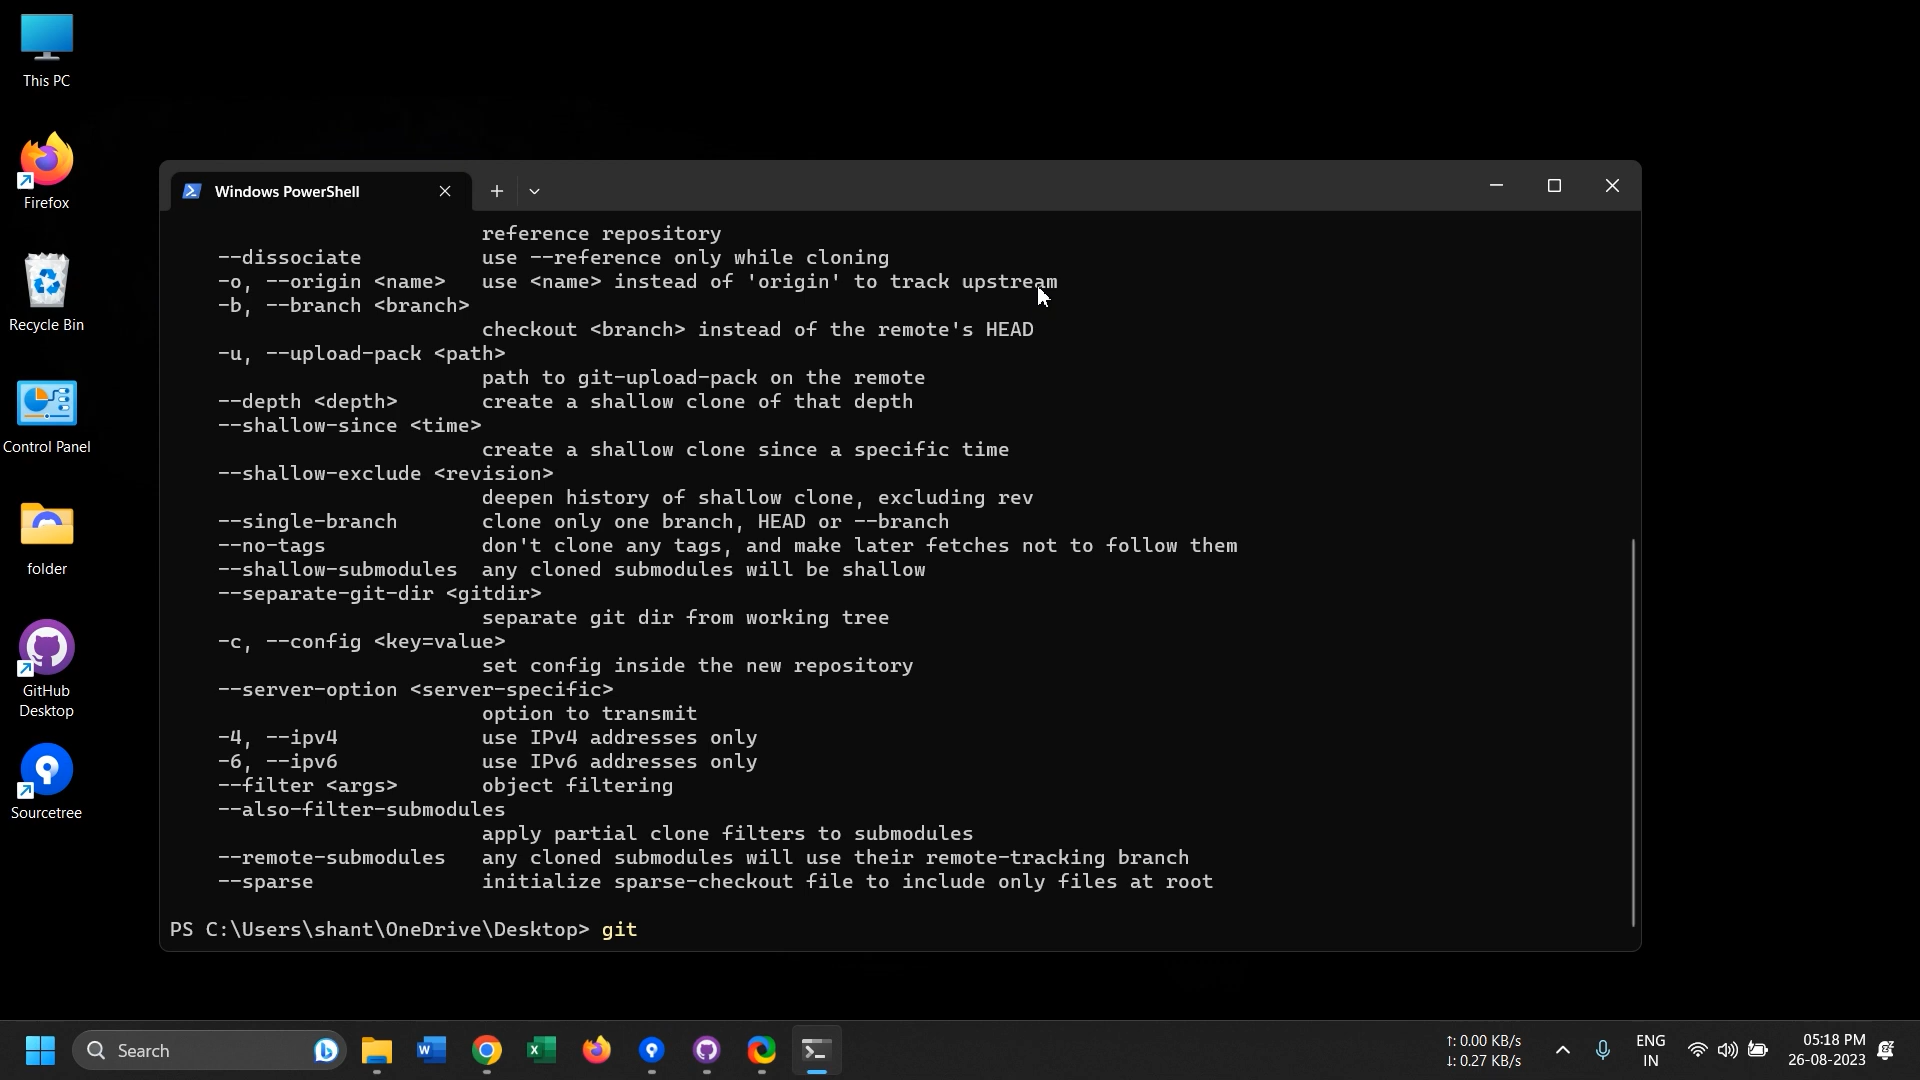 This PC
Firefox
Recycle Bin
Control Panel
folder
GitHub
Desktop
Sourcetree
Windows PowerShell
reference repository
--dissociate use --reference only while cloning
-o, --origin <name> use <name> instead of 'origin' to track upstream
-b, --branch <branch>
checkout <branch> instead of the remote's HEAD
-u, --upload-pack <path>
path to git-upload-pack on the remote
--depth <depth> create a shallow clone of that depth
--shallow-since <time>
create a shallow clone since a specific time
--shallow-exclude <revision>
deepen history of shallow clone, excluding rev
--single-branch clone only one branch, HEAD or --branch
--no-tags don't clone any tags, and make later fetches not to follow them
--shallow-submodules any cloned submodules will be shallow
--separate-git-dir <gitdir>
separate git dir from working tree
-c, --config <key=value>
set config inside the new repository
--server-option <server-specific>
option to transmit
-4, --ipv4 use IPv4 addresses only
-6, --ipv6 use IPv6 addresses only
--filter <args> object filtering
--also-filter-submodules
apply partial clone filters to submodules
--remote-submodules any cloned submodules will use their remote-tracking branch
--sparse initialize sparse-checkout file to include only files at root
PS C:\Users\shant\OneDrive\Desktop> git
Search
↑: 0.00 KB/s
↓: 0.27 KB/s
ENG
IN
05:18 PM
26-08-2023